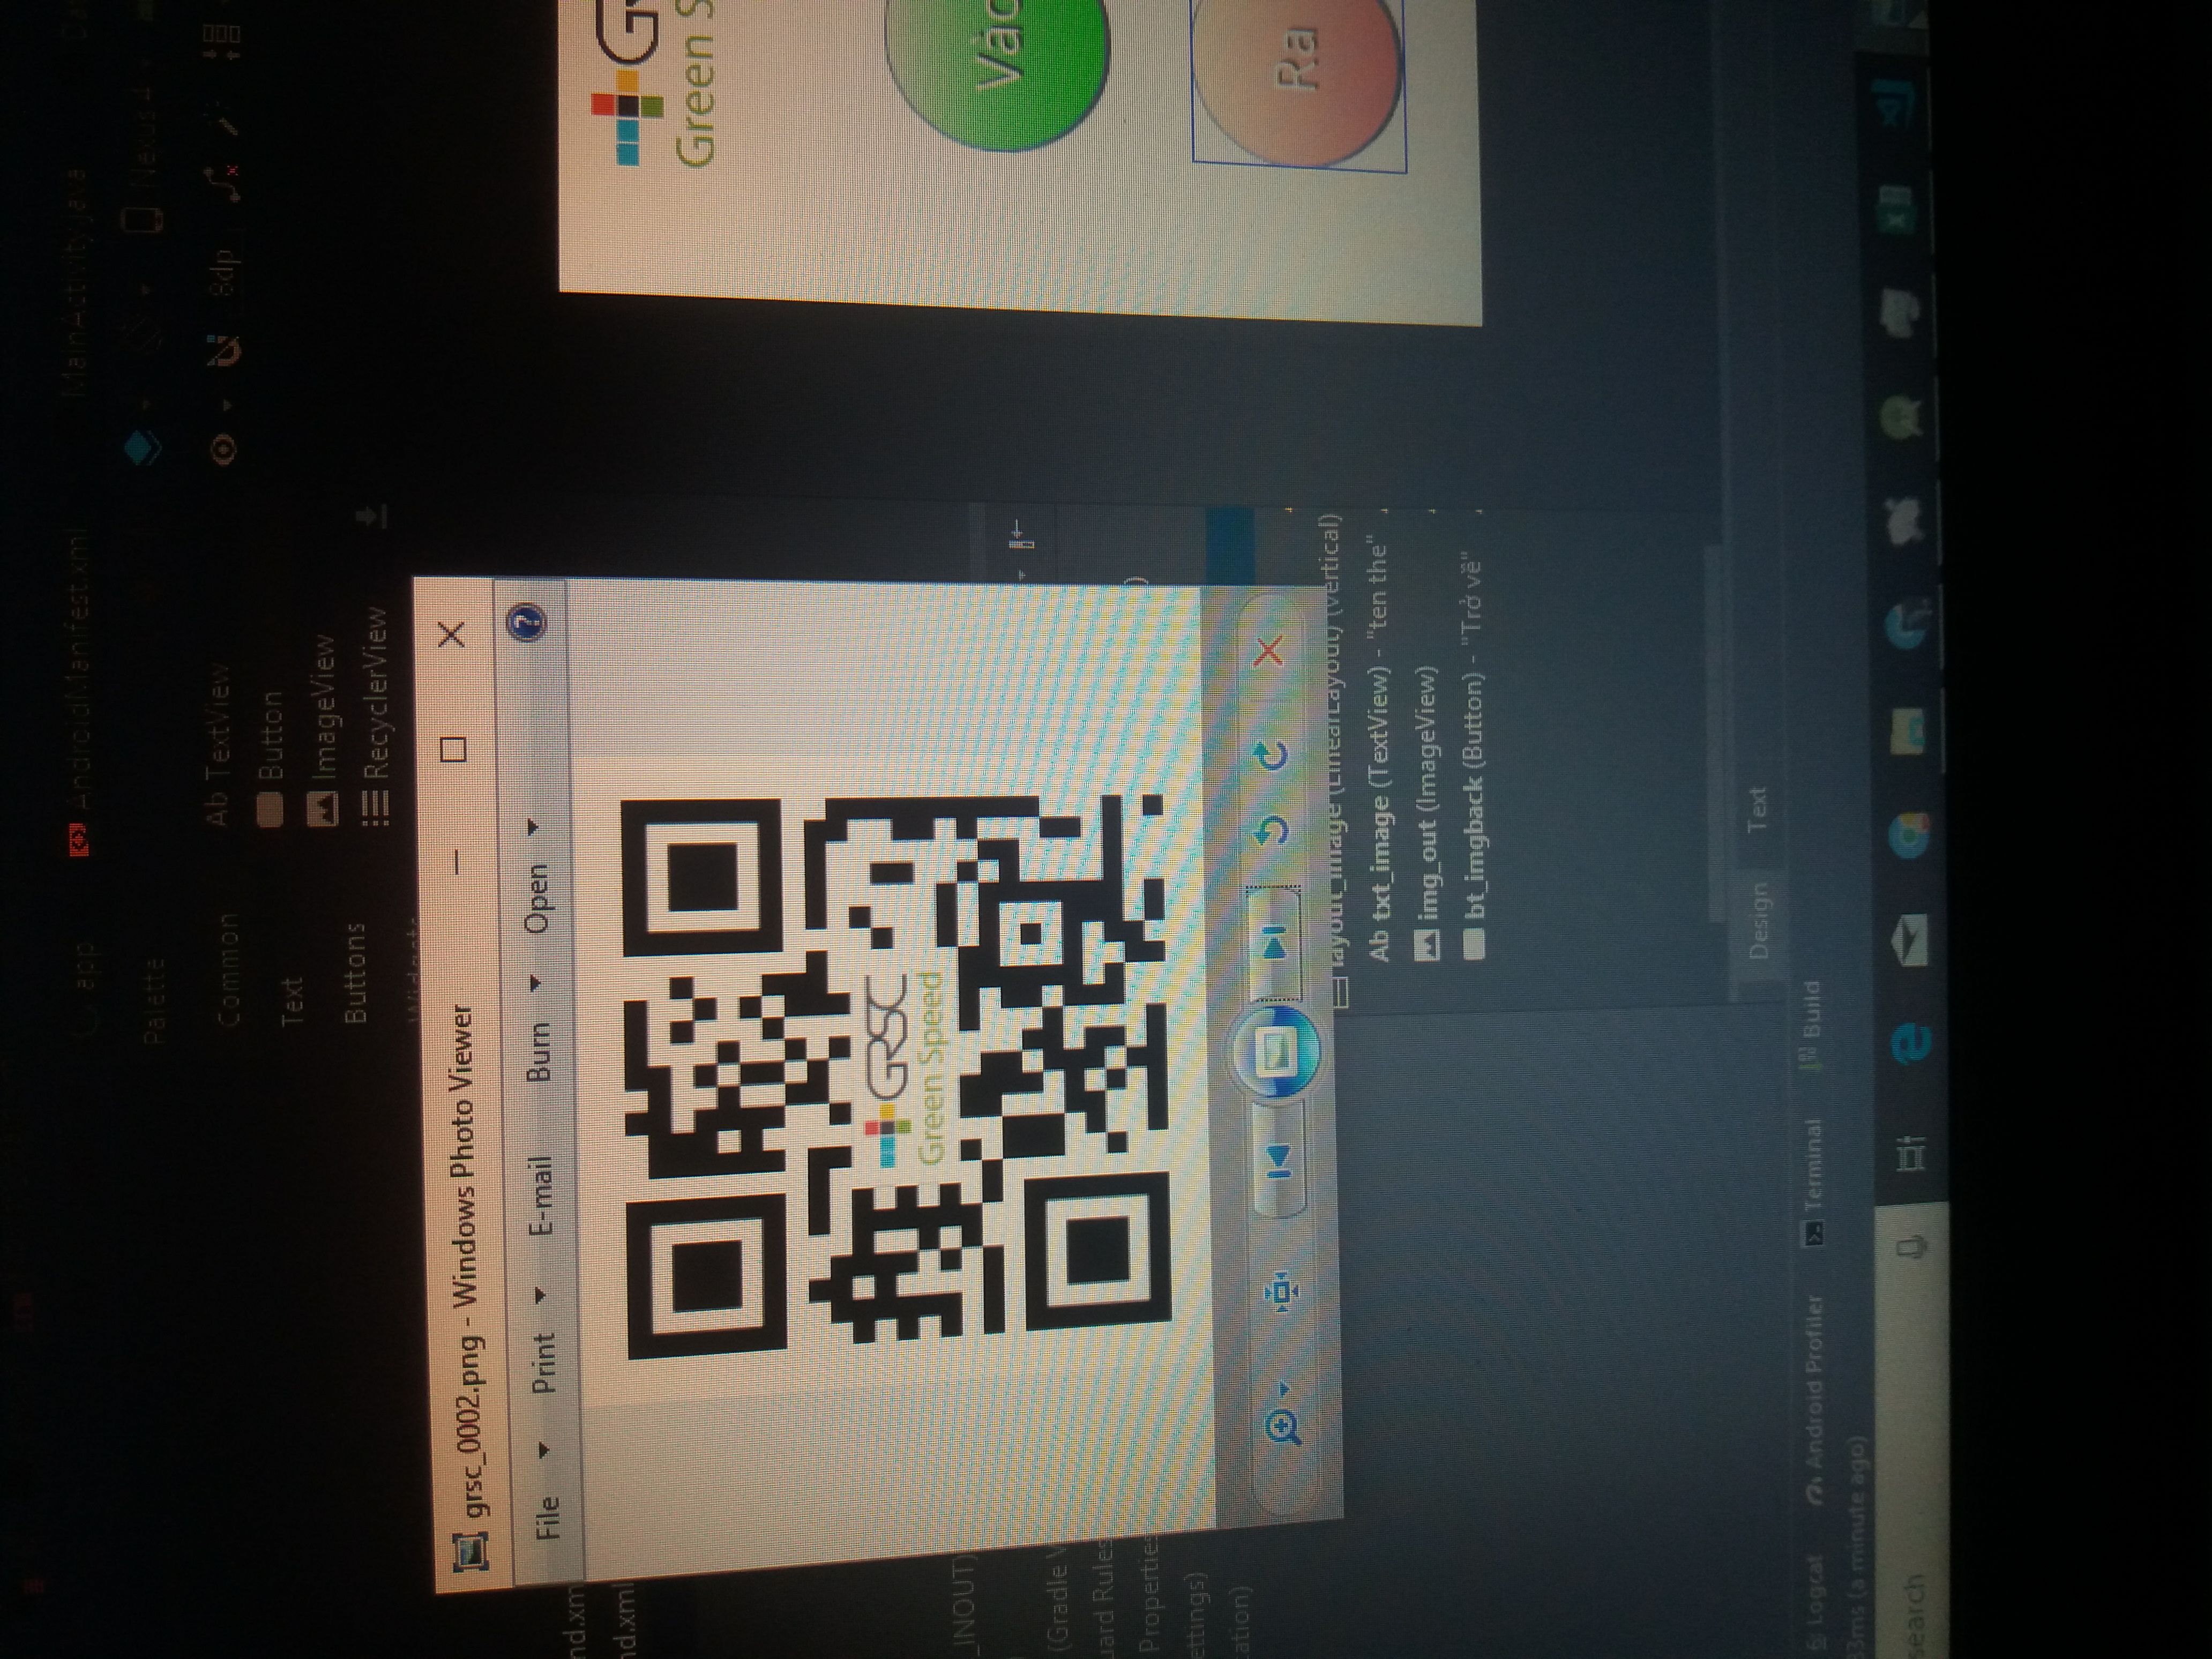 app
AndroidManifest.xml
MainActivity.java
Palette
Nexus 4
Common
Ab TextView
8dp
Text
Button
Buttons
ImageView
RecyclerView
grsc_0002.png - Windows Photo Viewer
File
Print
E-mail
Burn
Open
GRSC
Green Speed
Green S
Vào
Ra
nd.xml
nd.xml
_INOUT)
(Gradle V
uard Rules
Properties
ettings)
ation)
layout_image (LinearLayout) (vertical)
Ab txt_image (TextView) - "ten the"
img_out (ImageView)
bt_imgback (Button) - "Trở về"
Design
Text
Logcat
Android Profiler
Terminal
Build
33ms (a minute ago)
search